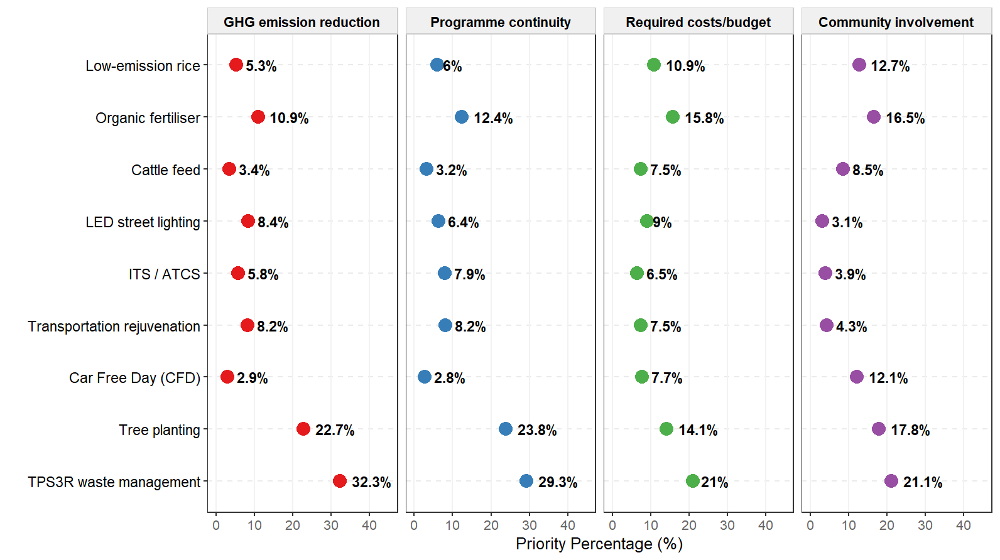 GHG emission reduction Programme continuity Required costs/budget Community involvement
Low-emission rice 5.3% 6% 10.9% 12.7%
Organic fertiliser 10.9% 12.4% 15.8% 16.5%
Cattle feed 3.4% 3.2% 7.5% 8.5%
LED street lighting 8.4% 6.4% 9% 3.1%
ITS / ATCS 5.8% 7.9% 6.5% 3.9%
Transportation rejuvenation 8.2% 8.2% 7.5% 4.3%
Car Free Day (CFD) 2.9% 2.8% 7.7% 12.1%
Tree planting 22.7% 23.8% 14.1% 17.8%
TPS3R waste management 32.3% 29.3% 21% 21.1%
0 10 20 30 40 0 10 20 30 40 0 10 20 30 40 0 10 20 30 40
Priority Percentage (%)